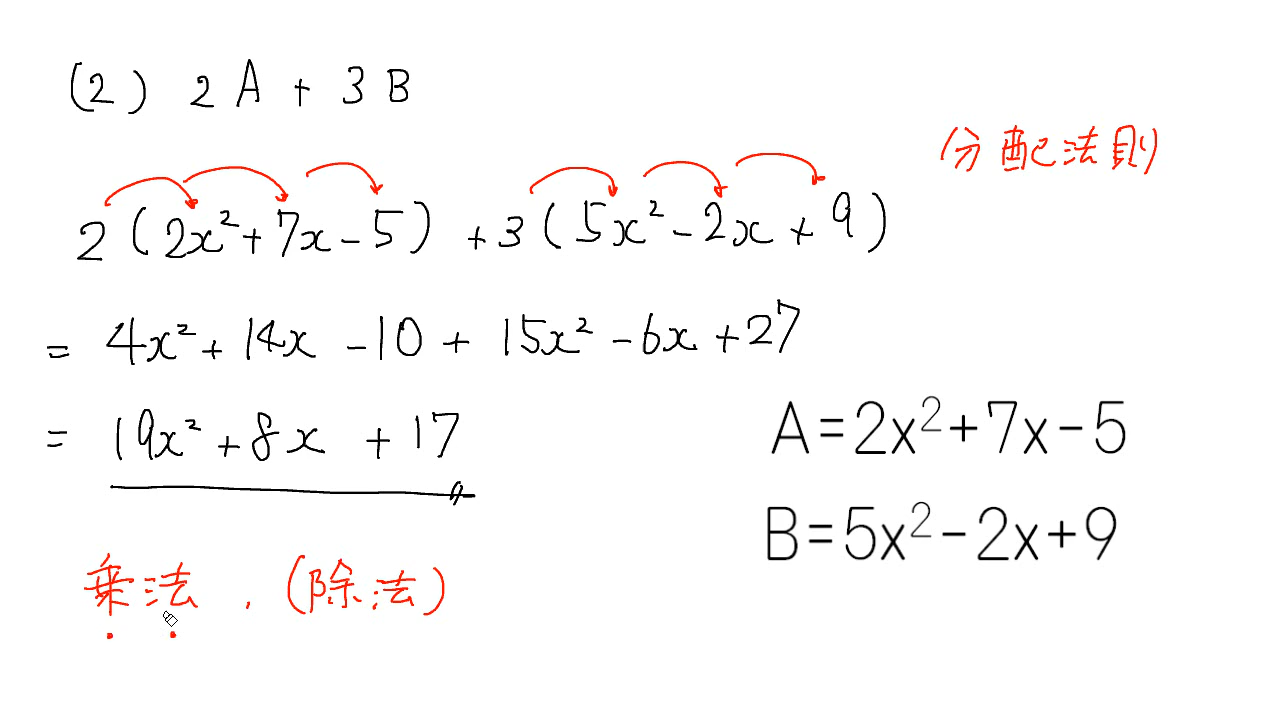 (2) 2A + 3B
分配法則
2(2x²+7x-5) +3(5x²-2x+9)
= 4x²+14x-10+15x²-6x+27
= 19x²+8x+17
A=2x²+7x-5
B=5x²-2x+9
乗法.(除法)